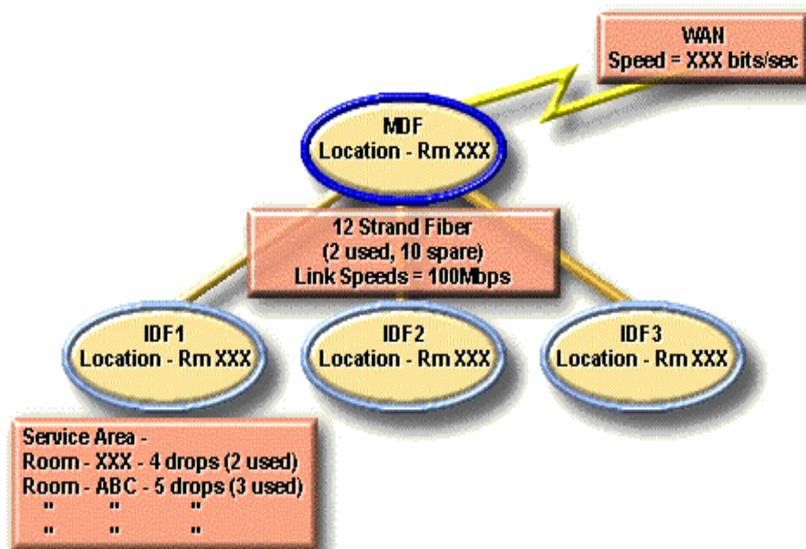 WAN
Speed = XXX bits/sec
MDF
Location - Rm XXX
12 Strand Fiber
(2 used, 10 spare)
Link Speeds = 100Mbps
IDF1
Location - Rm XXX
IDF2
Location - Rm XXX
IDF3
Location - Rm XXX
Service Area -
Room - XXX - 4 drops (2 used)
Room - ABC - 5 drops (3 used)
" " "
" " "